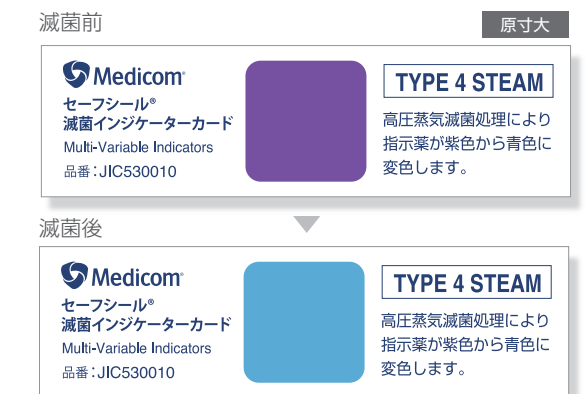 滅菌前
原寸大
Medicom®
セーフシール®
滅菌インジケーターカード
Multi-Variable Indicators
品番：JIC530010
TYPE 4 STEAM
高圧蒸気滅菌処理により
指示薬が紫色から青色に
変色します。
滅菌後
Medicom®
セーフシール®
滅菌インジケーターカード
Multi-Variable Indicators
品番：JIC530010
TYPE 4 STEAM
高圧蒸気滅菌処理により
指示薬が紫色から青色に
変色します。